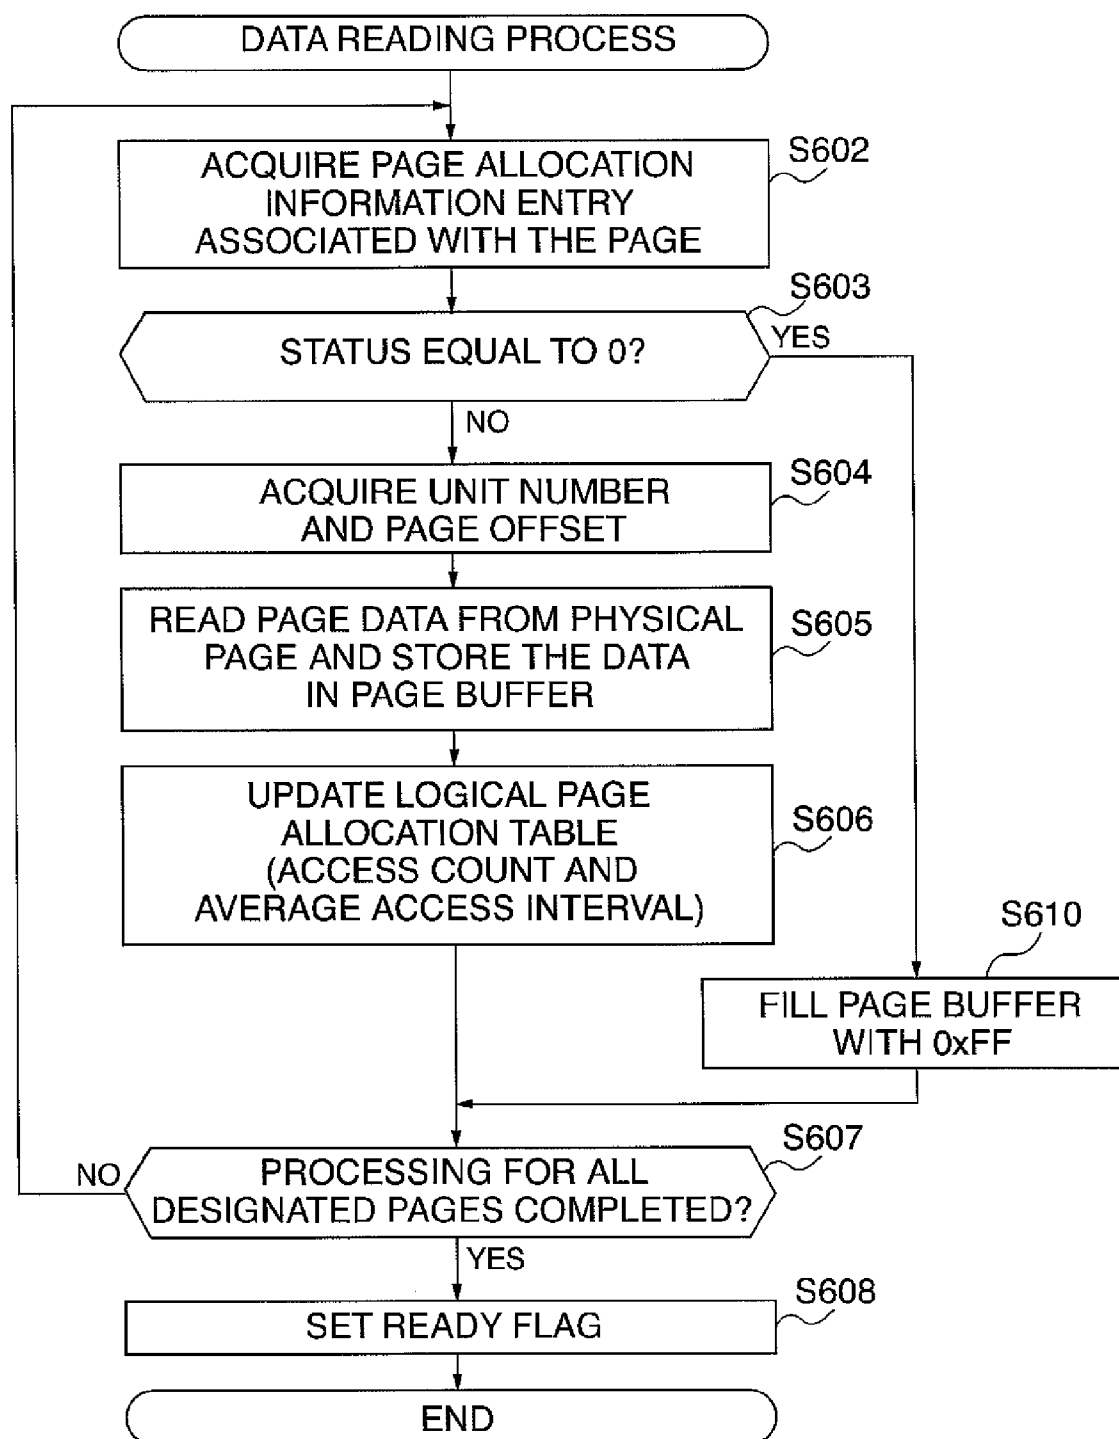 DATA READING PROCESS
S602
ACQUIRE PAGE ALLOCATION
INFORMATION ENTRY
ASSOCIATED WITH THE PAGE
S603
STATUS EQUAL TO 0?
YES
NO
S604
ACQUIRE UNIT NUMBER
AND PAGE OFFSET
S605
READ PAGE DATA FROM PHYSICAL
PAGE AND STORE THE DATA
IN PAGE BUFFER
S606
UPDATE LOGICAL PAGE
ALLOCATION TABLE
(ACCESS COUNT AND
AVERAGE ACCESS INTERVAL)
S610
FILL PAGE BUFFER
WITH 0xFF
S607
NO
PROCESSING FOR ALL
DESIGNATED PAGES COMPLETED?
YES
S608
SET READY FLAG
END